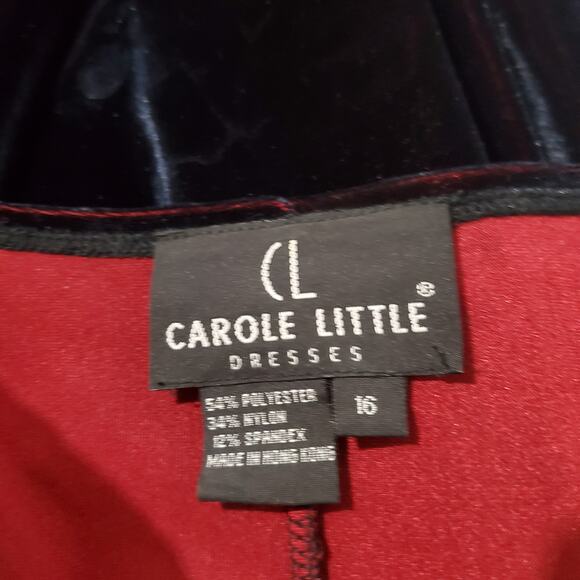 CL
®
CAROLE LITTLE
DRESSES
54% POLYESTER
34% NYLON
12% SPANDEX
MADE IN HONG KONG
16